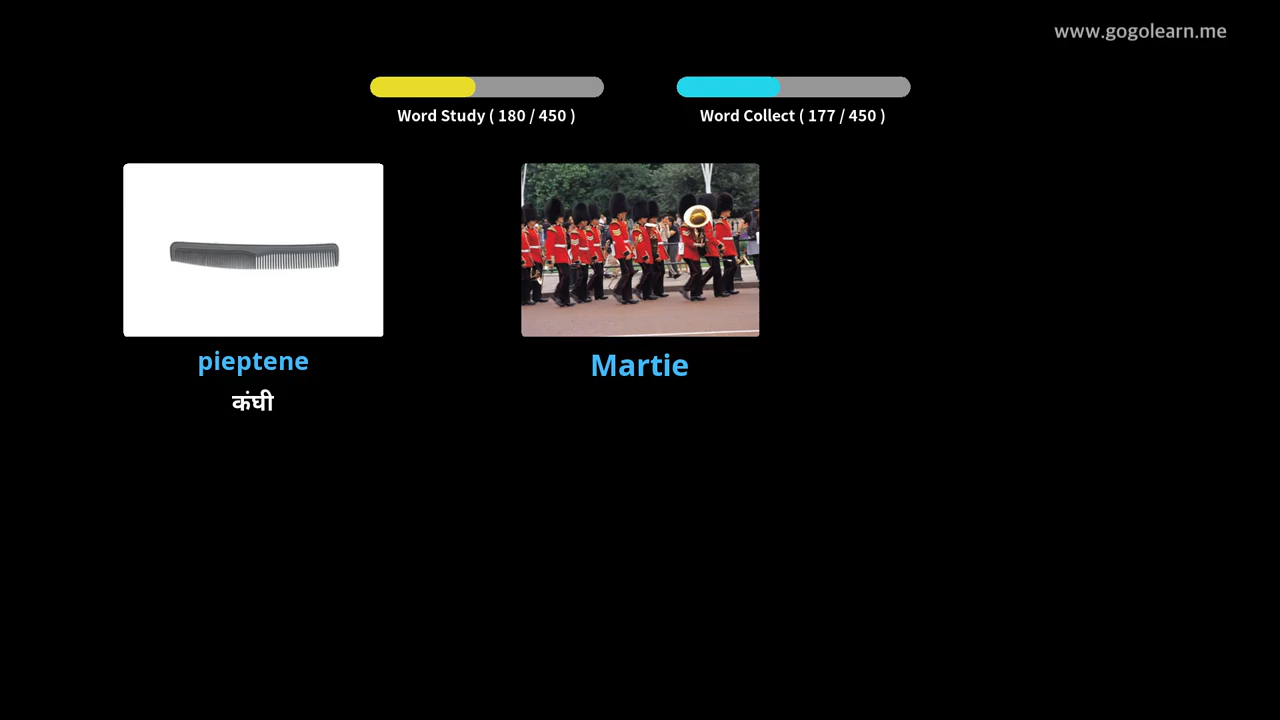 www.gogolearn.me
Word Study ( 180 / 450 )
Word Collect ( 177 / 450 )
pieptene
Martie
कंघी